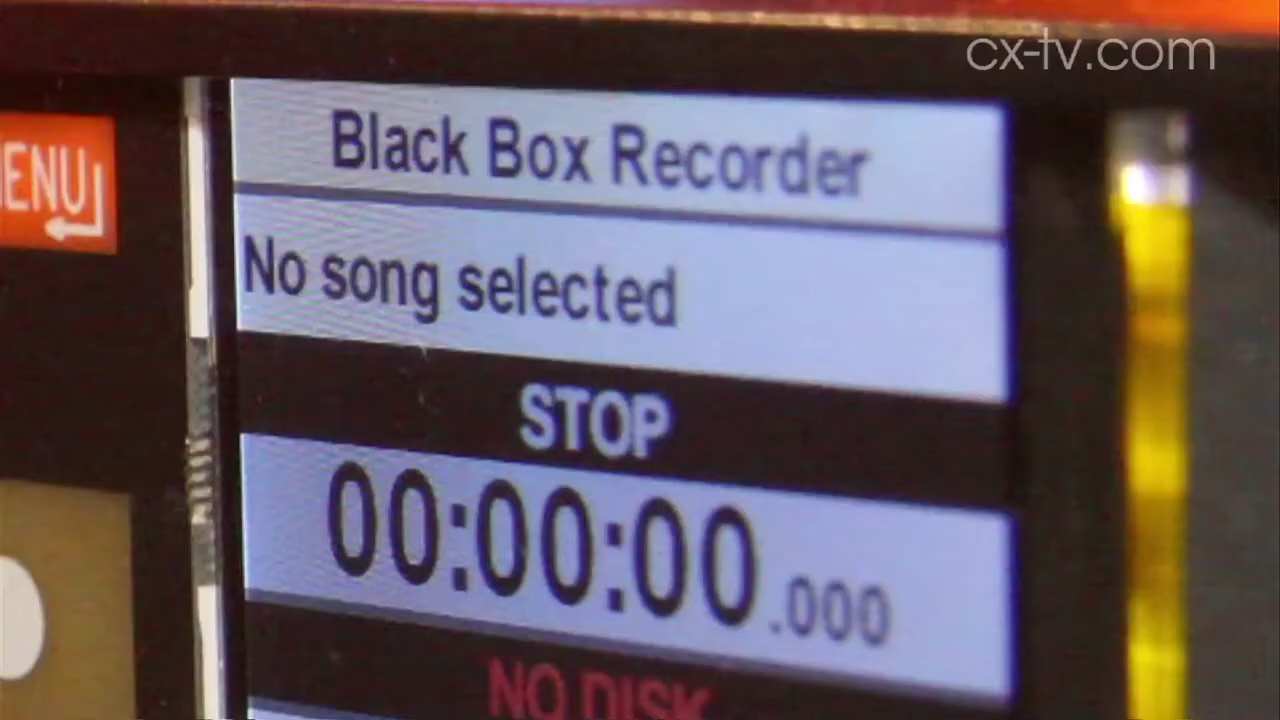 cx-tv.com
Black Box Recorder
ENU
No song selected
STOP
00:00:00.000
NO DISK